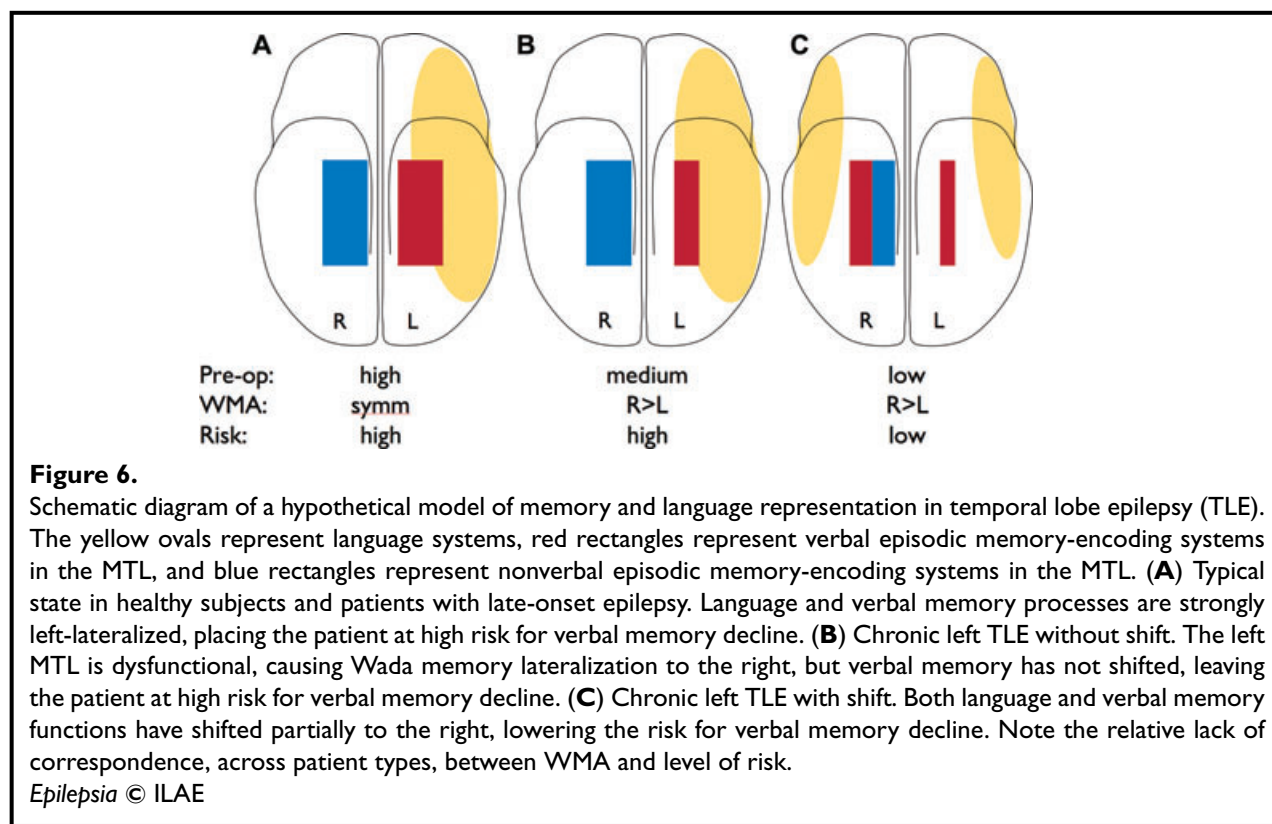 A B C
R L R L R L
Pre-op: high medium low
WMA: symm R>L R>L
Risk: high high low
Figure 6.
Schematic diagram of a hypothetical model of memory and language representation in temporal lobe epilepsy (TLE).
The yellow ovals represent language systems, red rectangles represent verbal episodic memory-encoding systems
in the MTL, and blue rectangles represent nonverbal episodic memory-encoding systems in the MTL. (A) Typical
state in healthy subjects and patients with late-onset epilepsy. Language and verbal memory processes are strongly
left-lateralized, placing the patient at high risk for verbal memory decline. (B) Chronic left TLE without shift. The left
MTL is dysfunctional, causing Wada memory lateralization to the right, but verbal memory has not shifted, leaving
the patient at high risk for verbal memory decline. (C) Chronic left TLE with shift. Both language and verbal memory
functions have shifted partially to the right, lowering the risk for verbal memory decline. Note the relative lack of
correspondence, across patient types, between WMA and level of risk.
Epilepsia © ILAE